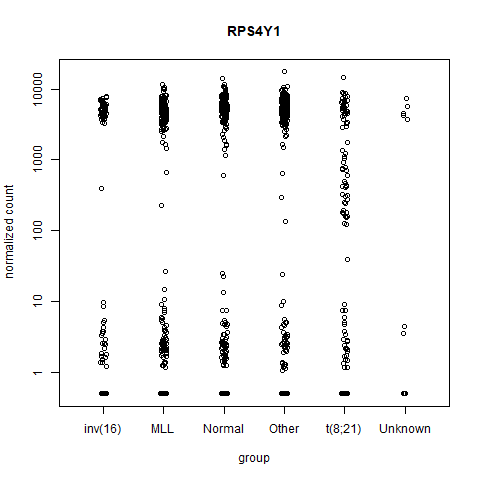 RPS4Y1
normalized count
10000
1000
100
10
1
inv(16) MLL Normal Other t(8;21) Unknown
group